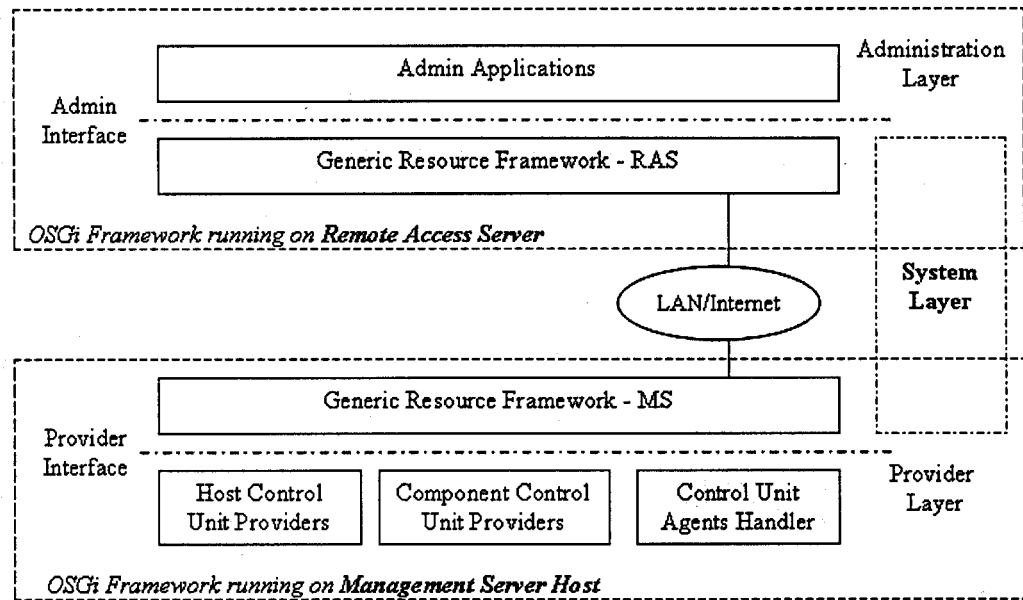 Admin Applications
Administration
Layer
Admin
Interface
Generic Resource Framework - RAS
OSGi Framework running on Remote Access Server
System
Layer
LAN/Internet
Generic Resource Framework - MS
Provider
Interface
Host Control
Unit Providers
Component Control
Unit Providers
Control Unit
Agents Handler
Provider
Layer
OSGi Framework running on Management Server Host